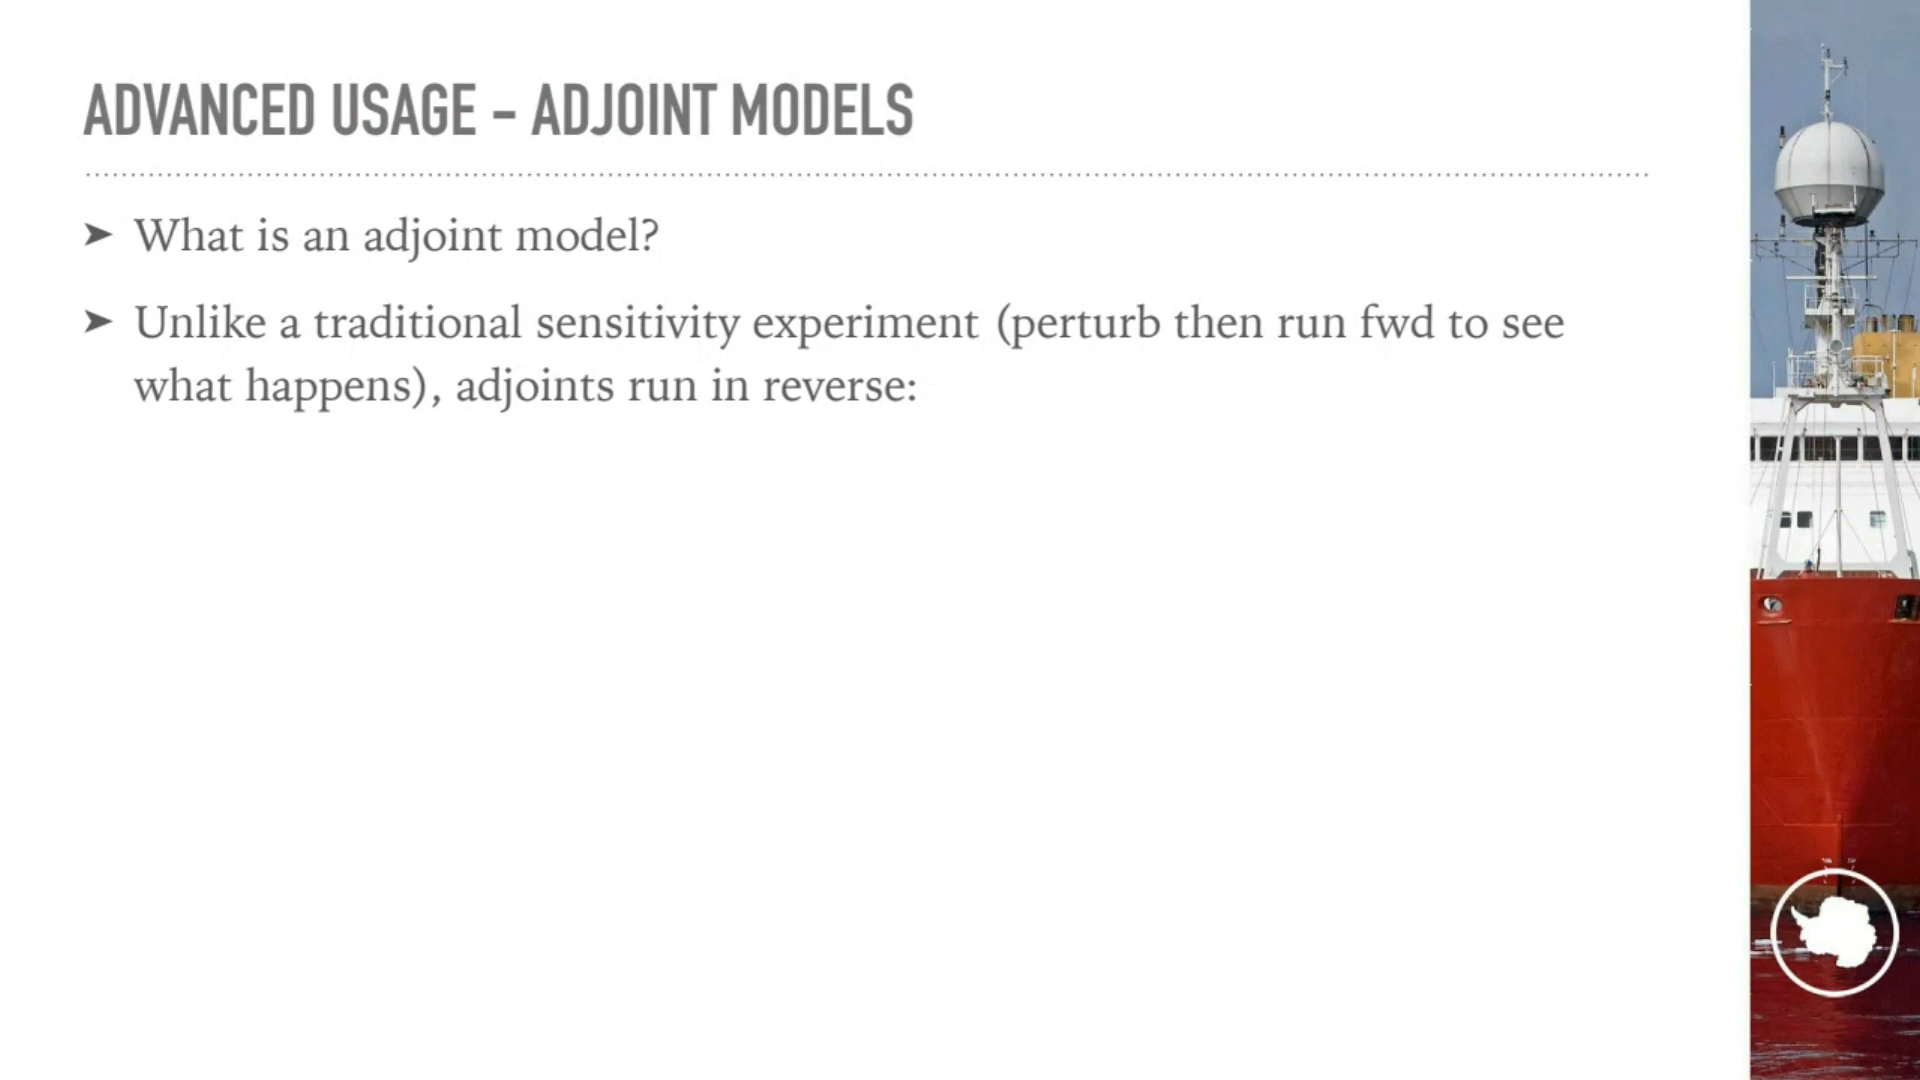 ADVANCED USAGE – ADJOINT MODELS
➤ What is an adjoint model?
➤ Unlike a traditional sensitivity experiment (perturb then run fwd to see
what happens), adjoints run in reverse: